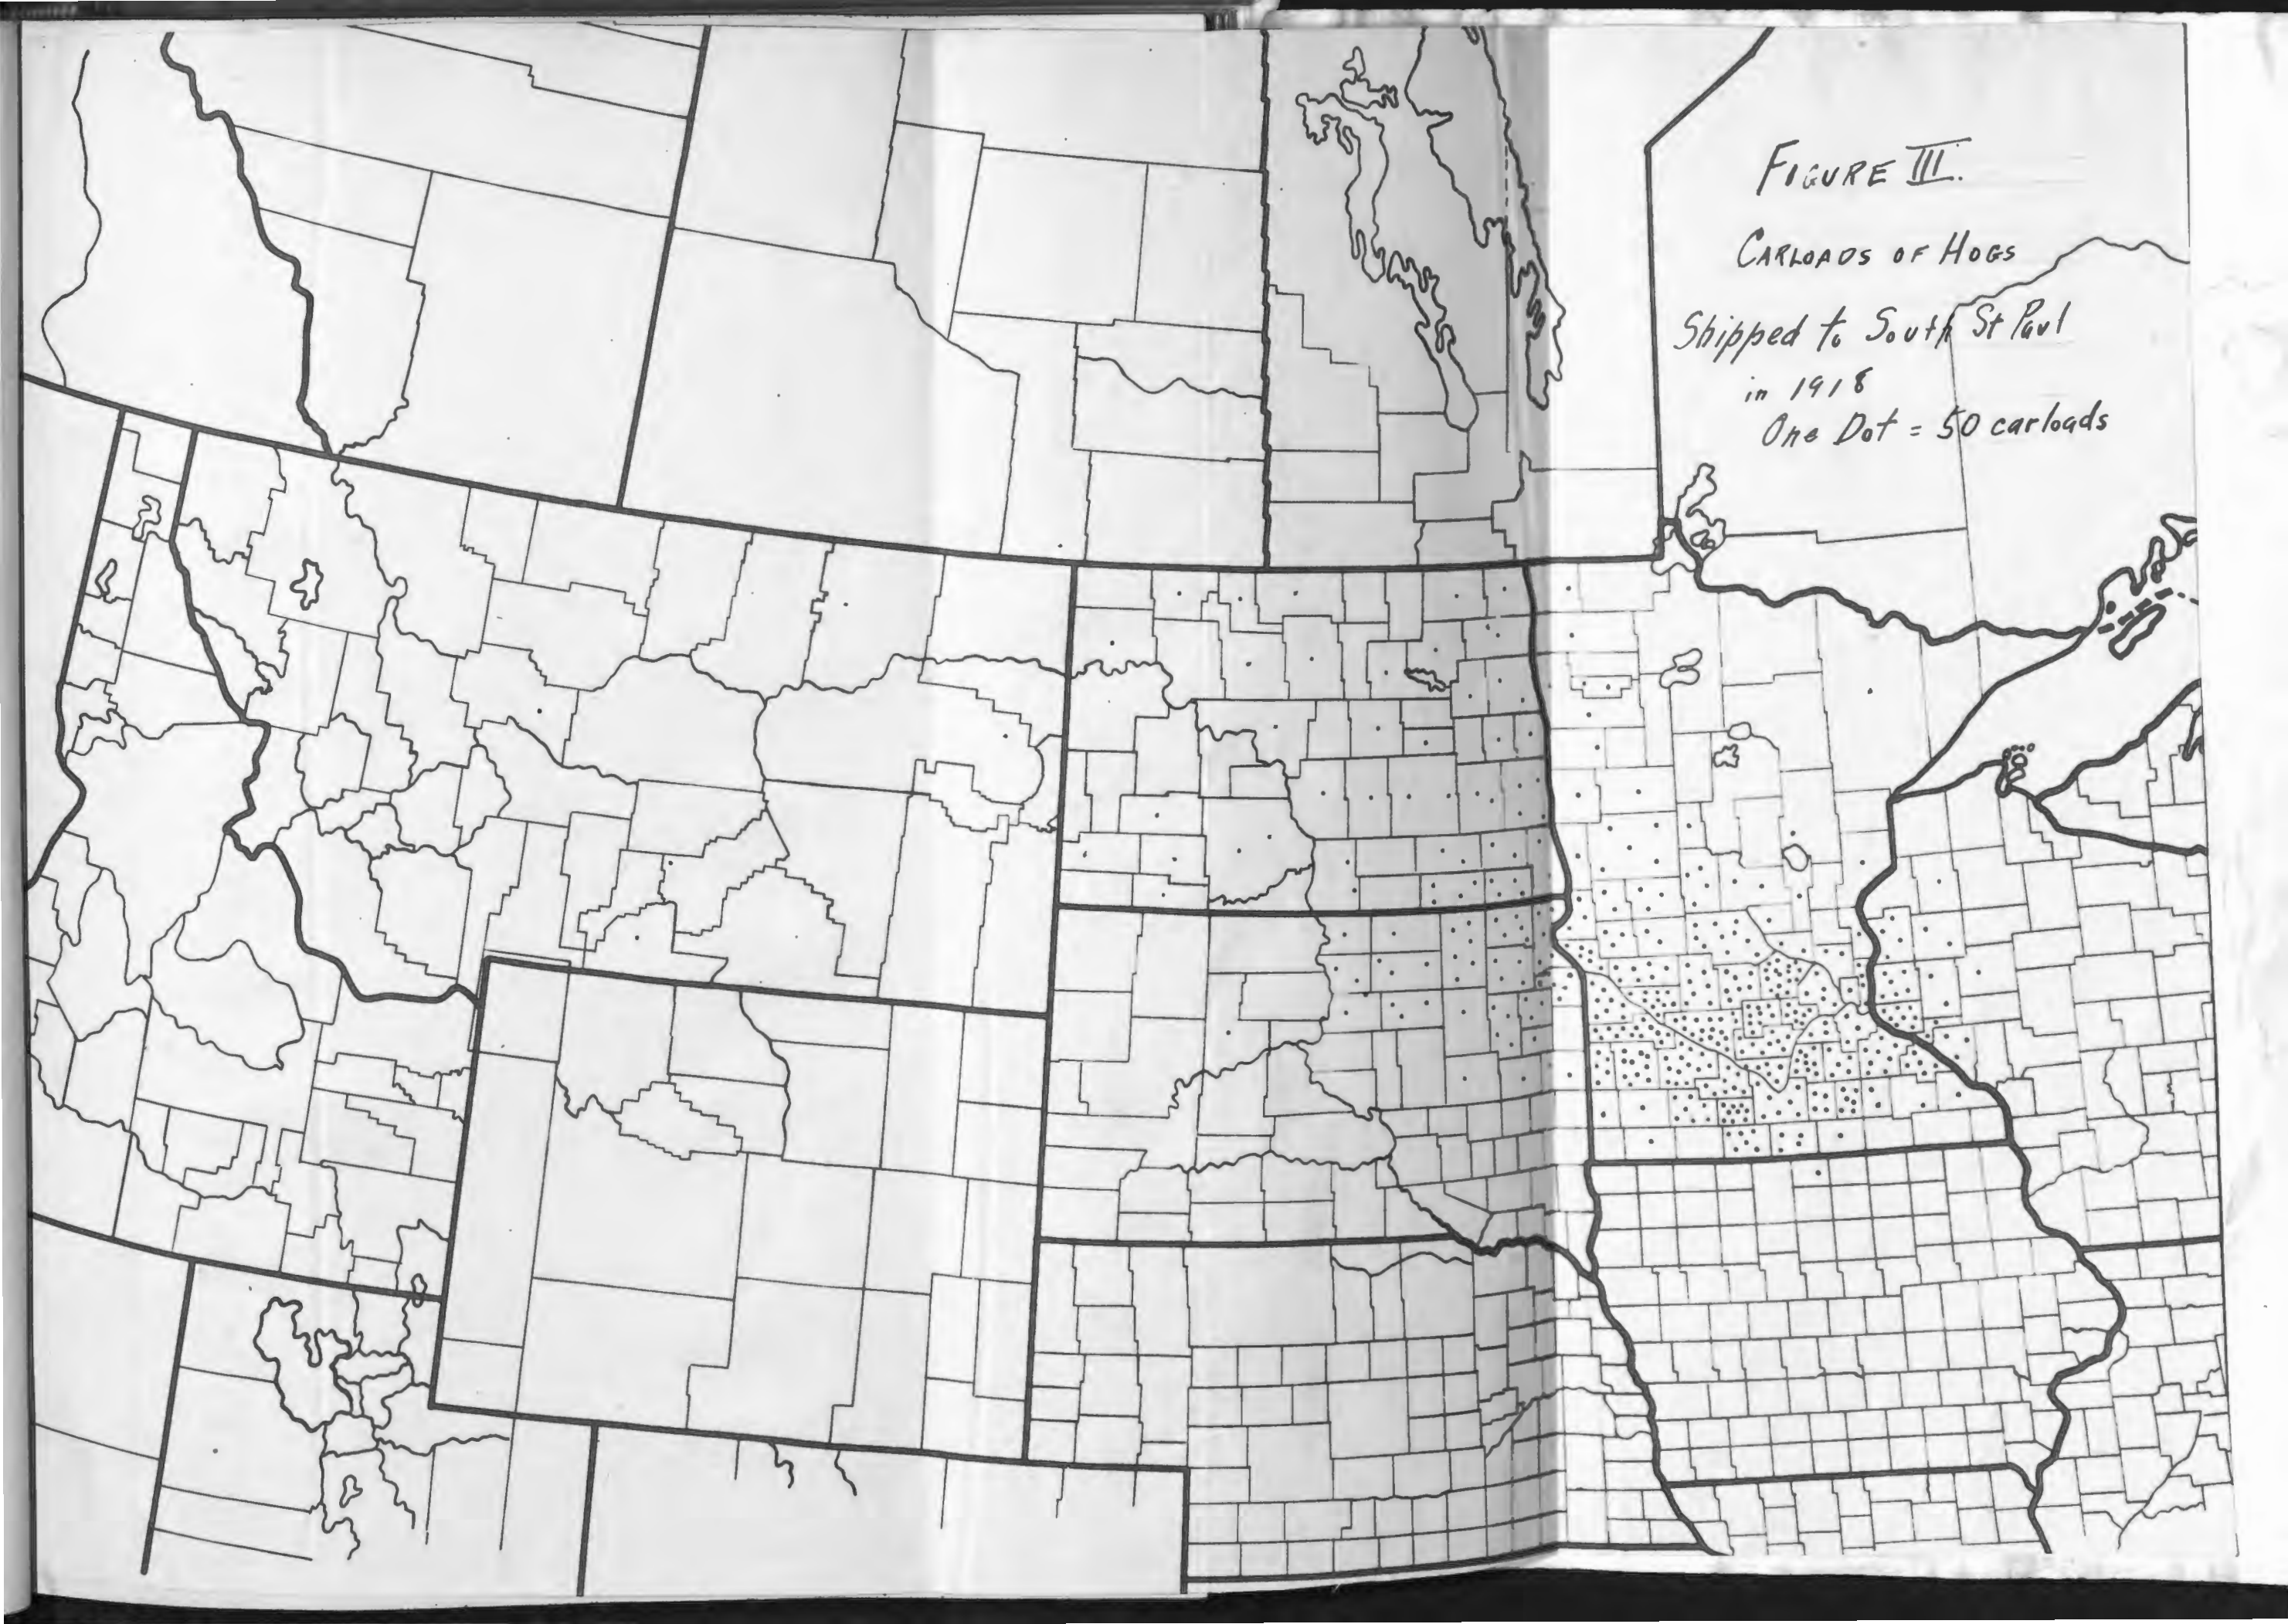 FIGURE III.
CARLOADS OF HOGS
Shipped to South St Paul
in 1918
One Dot = 50 carloads